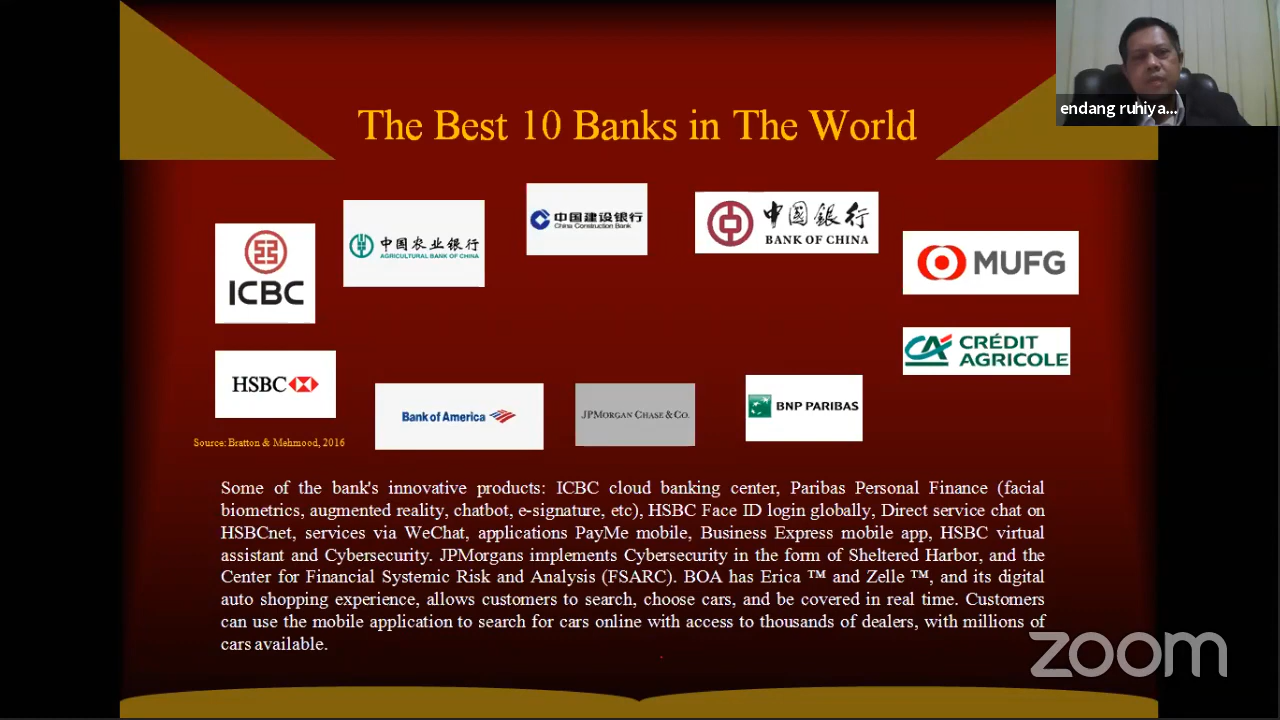 endang ruhiya...
The Best 10 Banks in The World
ICBC
中国农业银行
AGRICULTURAL BANK OF CHINA
中国建设银行
China Construction Bank
中國銀行
BANK OF CHINA
MUFG
CRÉDIT
AGRICOLE
HSBC
Bank of America
JPMORGAN CHASE & CO.
BNP PARIBAS
Source: Bratton & Mehmood, 2016
Some of the bank's innovative products: ICBC cloud banking center, Paribas Personal Finance (facial
biometrics, augmented reality, chatbot, e-signature, etc), HSBC Face ID login globally, Direct service chat on
HSBCnet, services via WeChat, applications PayMe mobile, Business Express mobile app, HSBC virtual
assistant and Cybersecurity. JPMorgans implements Cybersecurity in the form of Sheltered Harbor, and the
Center for Financial Systemic Risk and Analysis (FSARC). BOA has Erica ™ and Zelle ™, and its digital
auto shopping experience, allows customers to search, choose cars, and be covered in real time. Customers
can use the mobile application to search for cars online with access to thousands of dealers, with millions of
cars available.
zoom